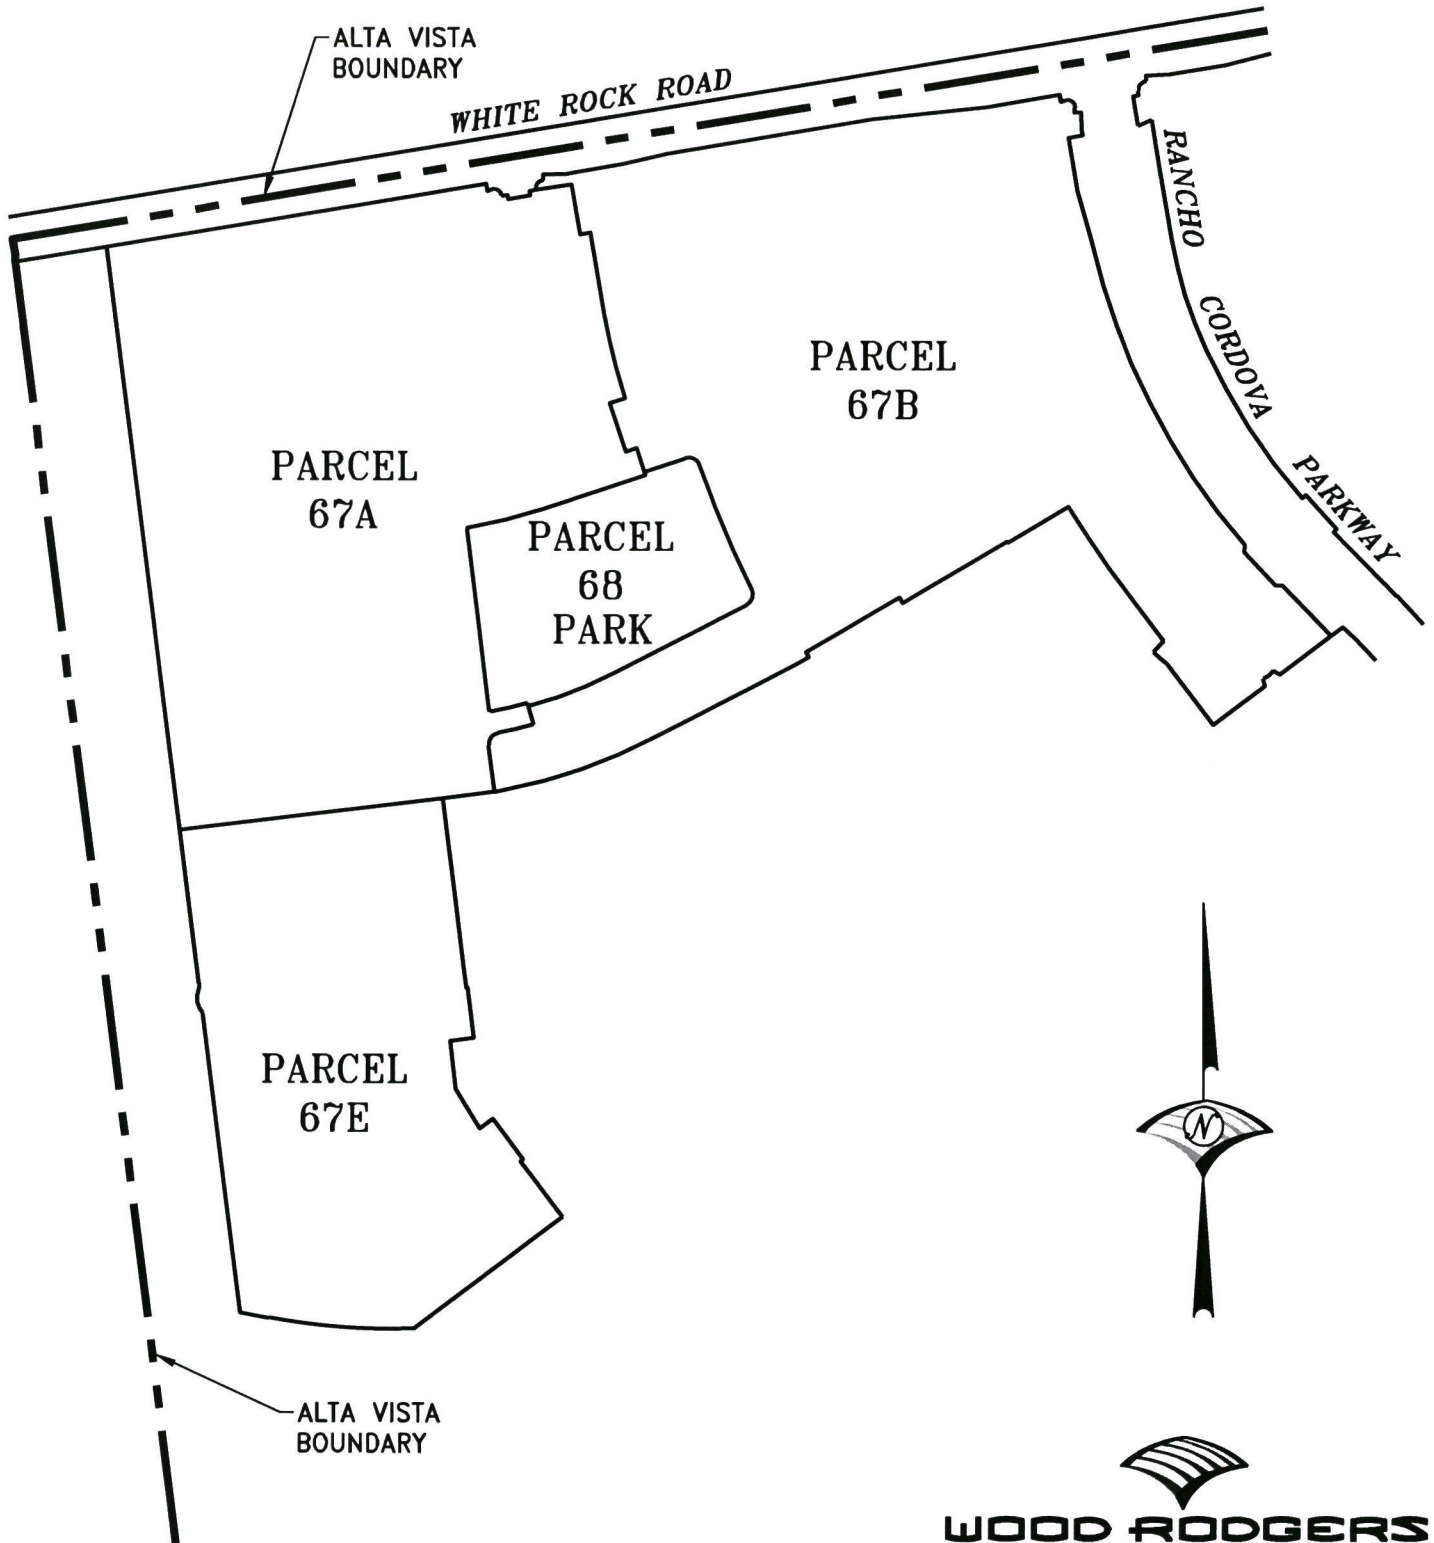 ALTA VISTA
BOUNDARY
WHITE ROCK ROAD
RANCHO CORDOVA PARKWAY
PARCEL
67B
PARCEL
67A
PARCEL
68
PARK
PARCEL
67E
N
ALTA VISTA
BOUNDARY
WOOD RODGERS